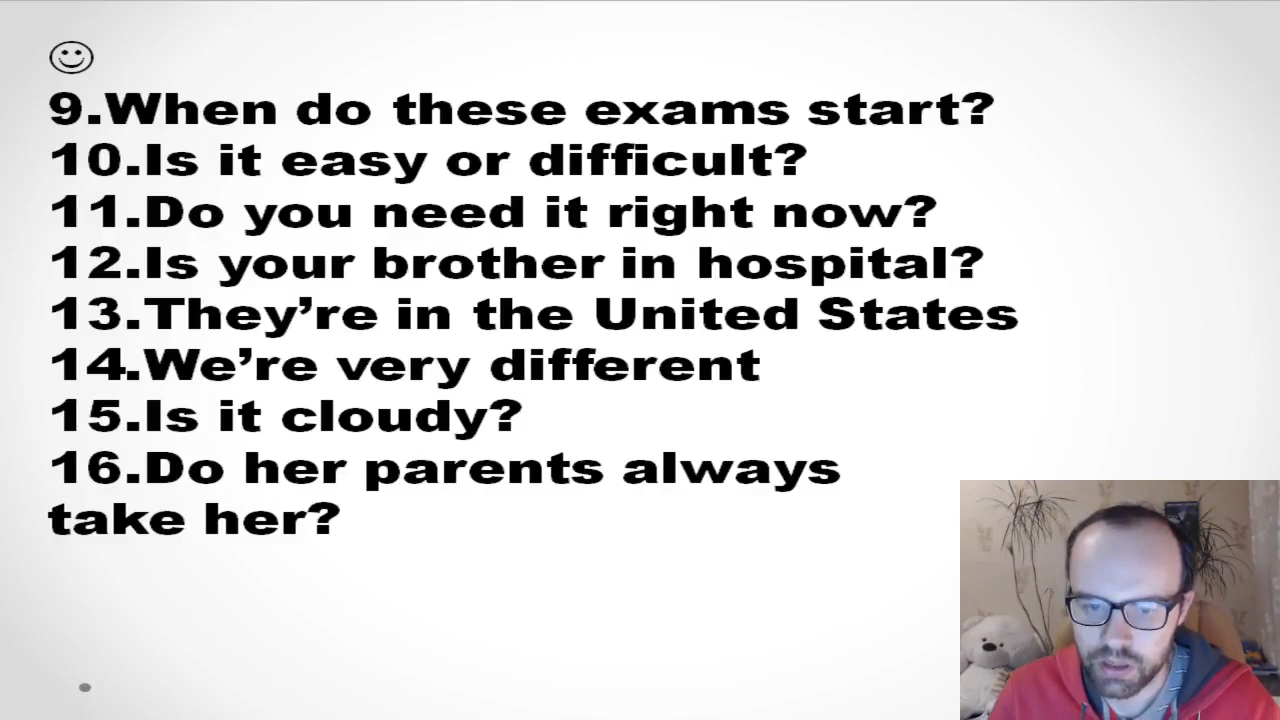 9.When do these exams start?
10.Is it easy or difficult?
11.Do you need it right now?
12.Is your brother in hospital?
13.They’re in the United States
14.We’re very different
15.Is it cloudy?
16.Do her parents always
take her?